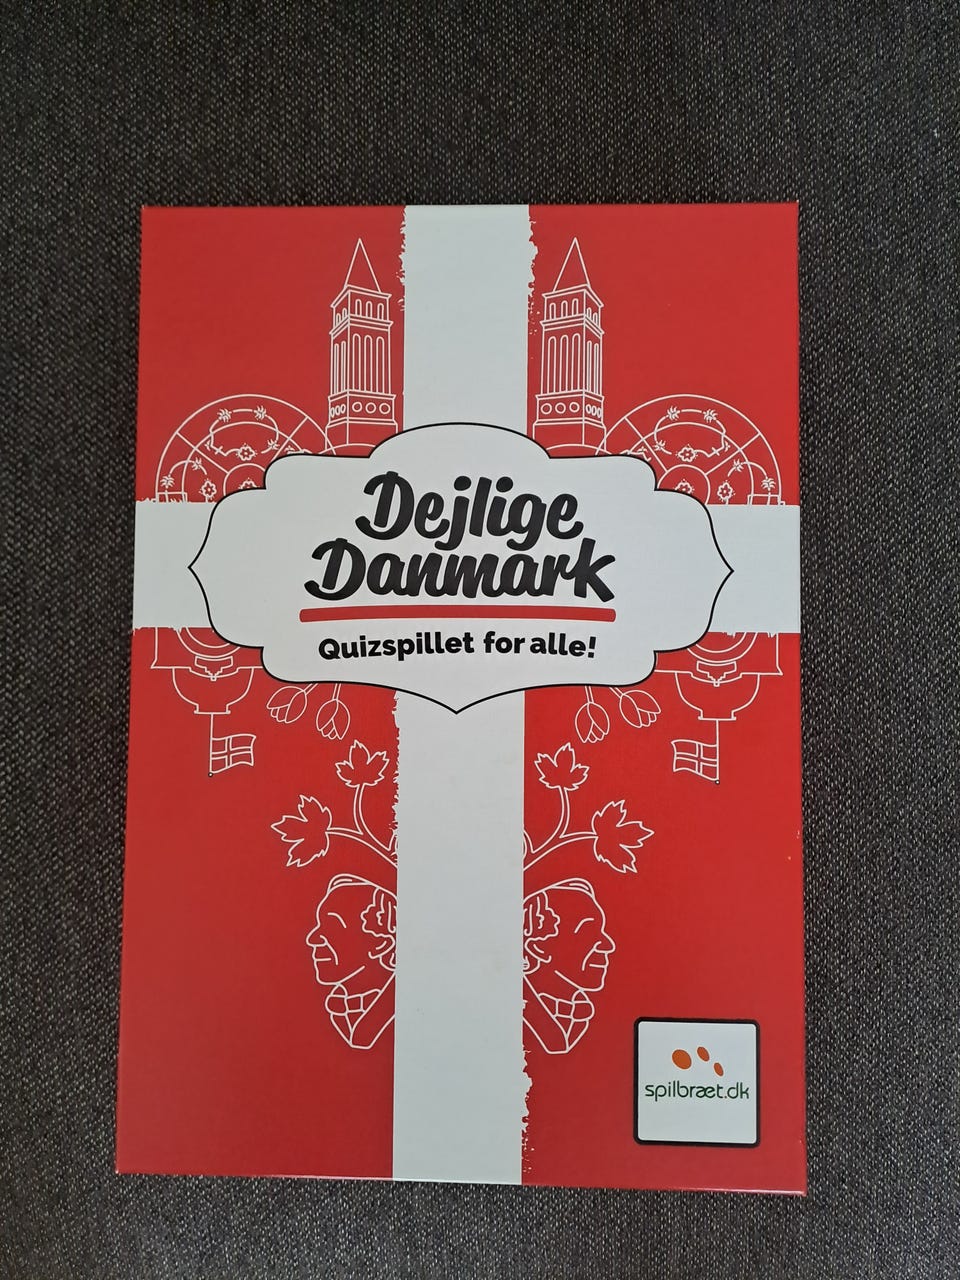 Dejlige
Danmark
Quizspillet for alle!
spilbræt.dk